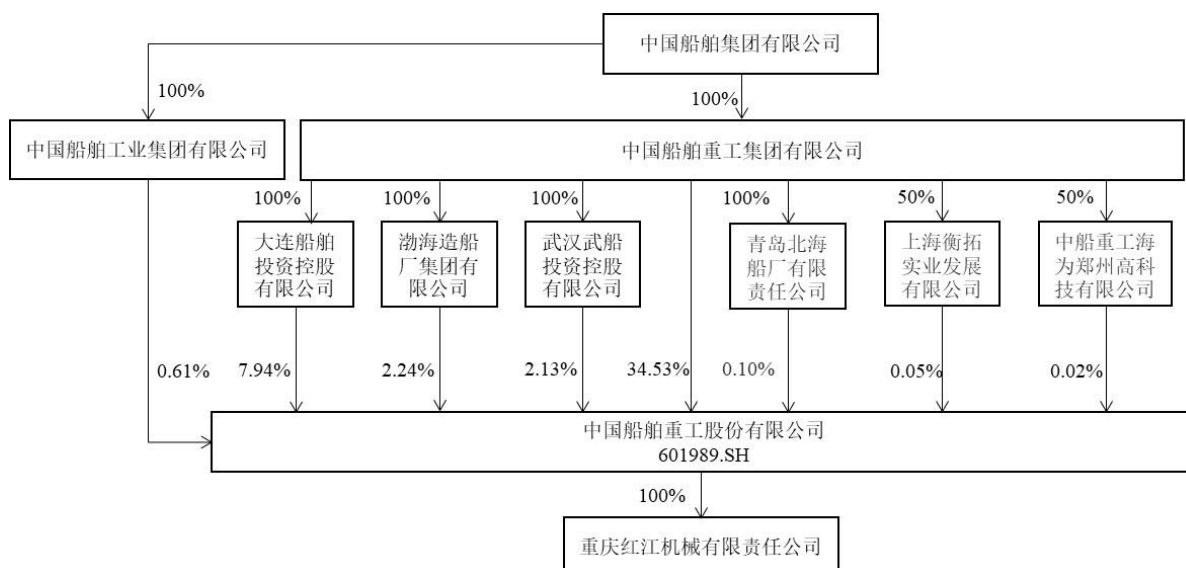 中国船舶集团有限公司
100%
100%
中国船舶工业集团有限公司
中国船舶重工集团有限公司
100%
100%
100%
100%
50%
50%
大连船舶
投资控股
有限公司
渤海造船
厂集团有
限公司
武汉武船
投资控股
有限公司
青岛北海
船厂有限
责任公司
上海衡拓
实业发展
有限公司
中船重工海
为郑州高科
技有限公司
0.61%
7.94%
2.24%
2.13%
34.53%
0.10%
0.05%
0.02%
中国船舶重工股份有限公司
601989.SH
100%
重庆红江机械有限责任公司